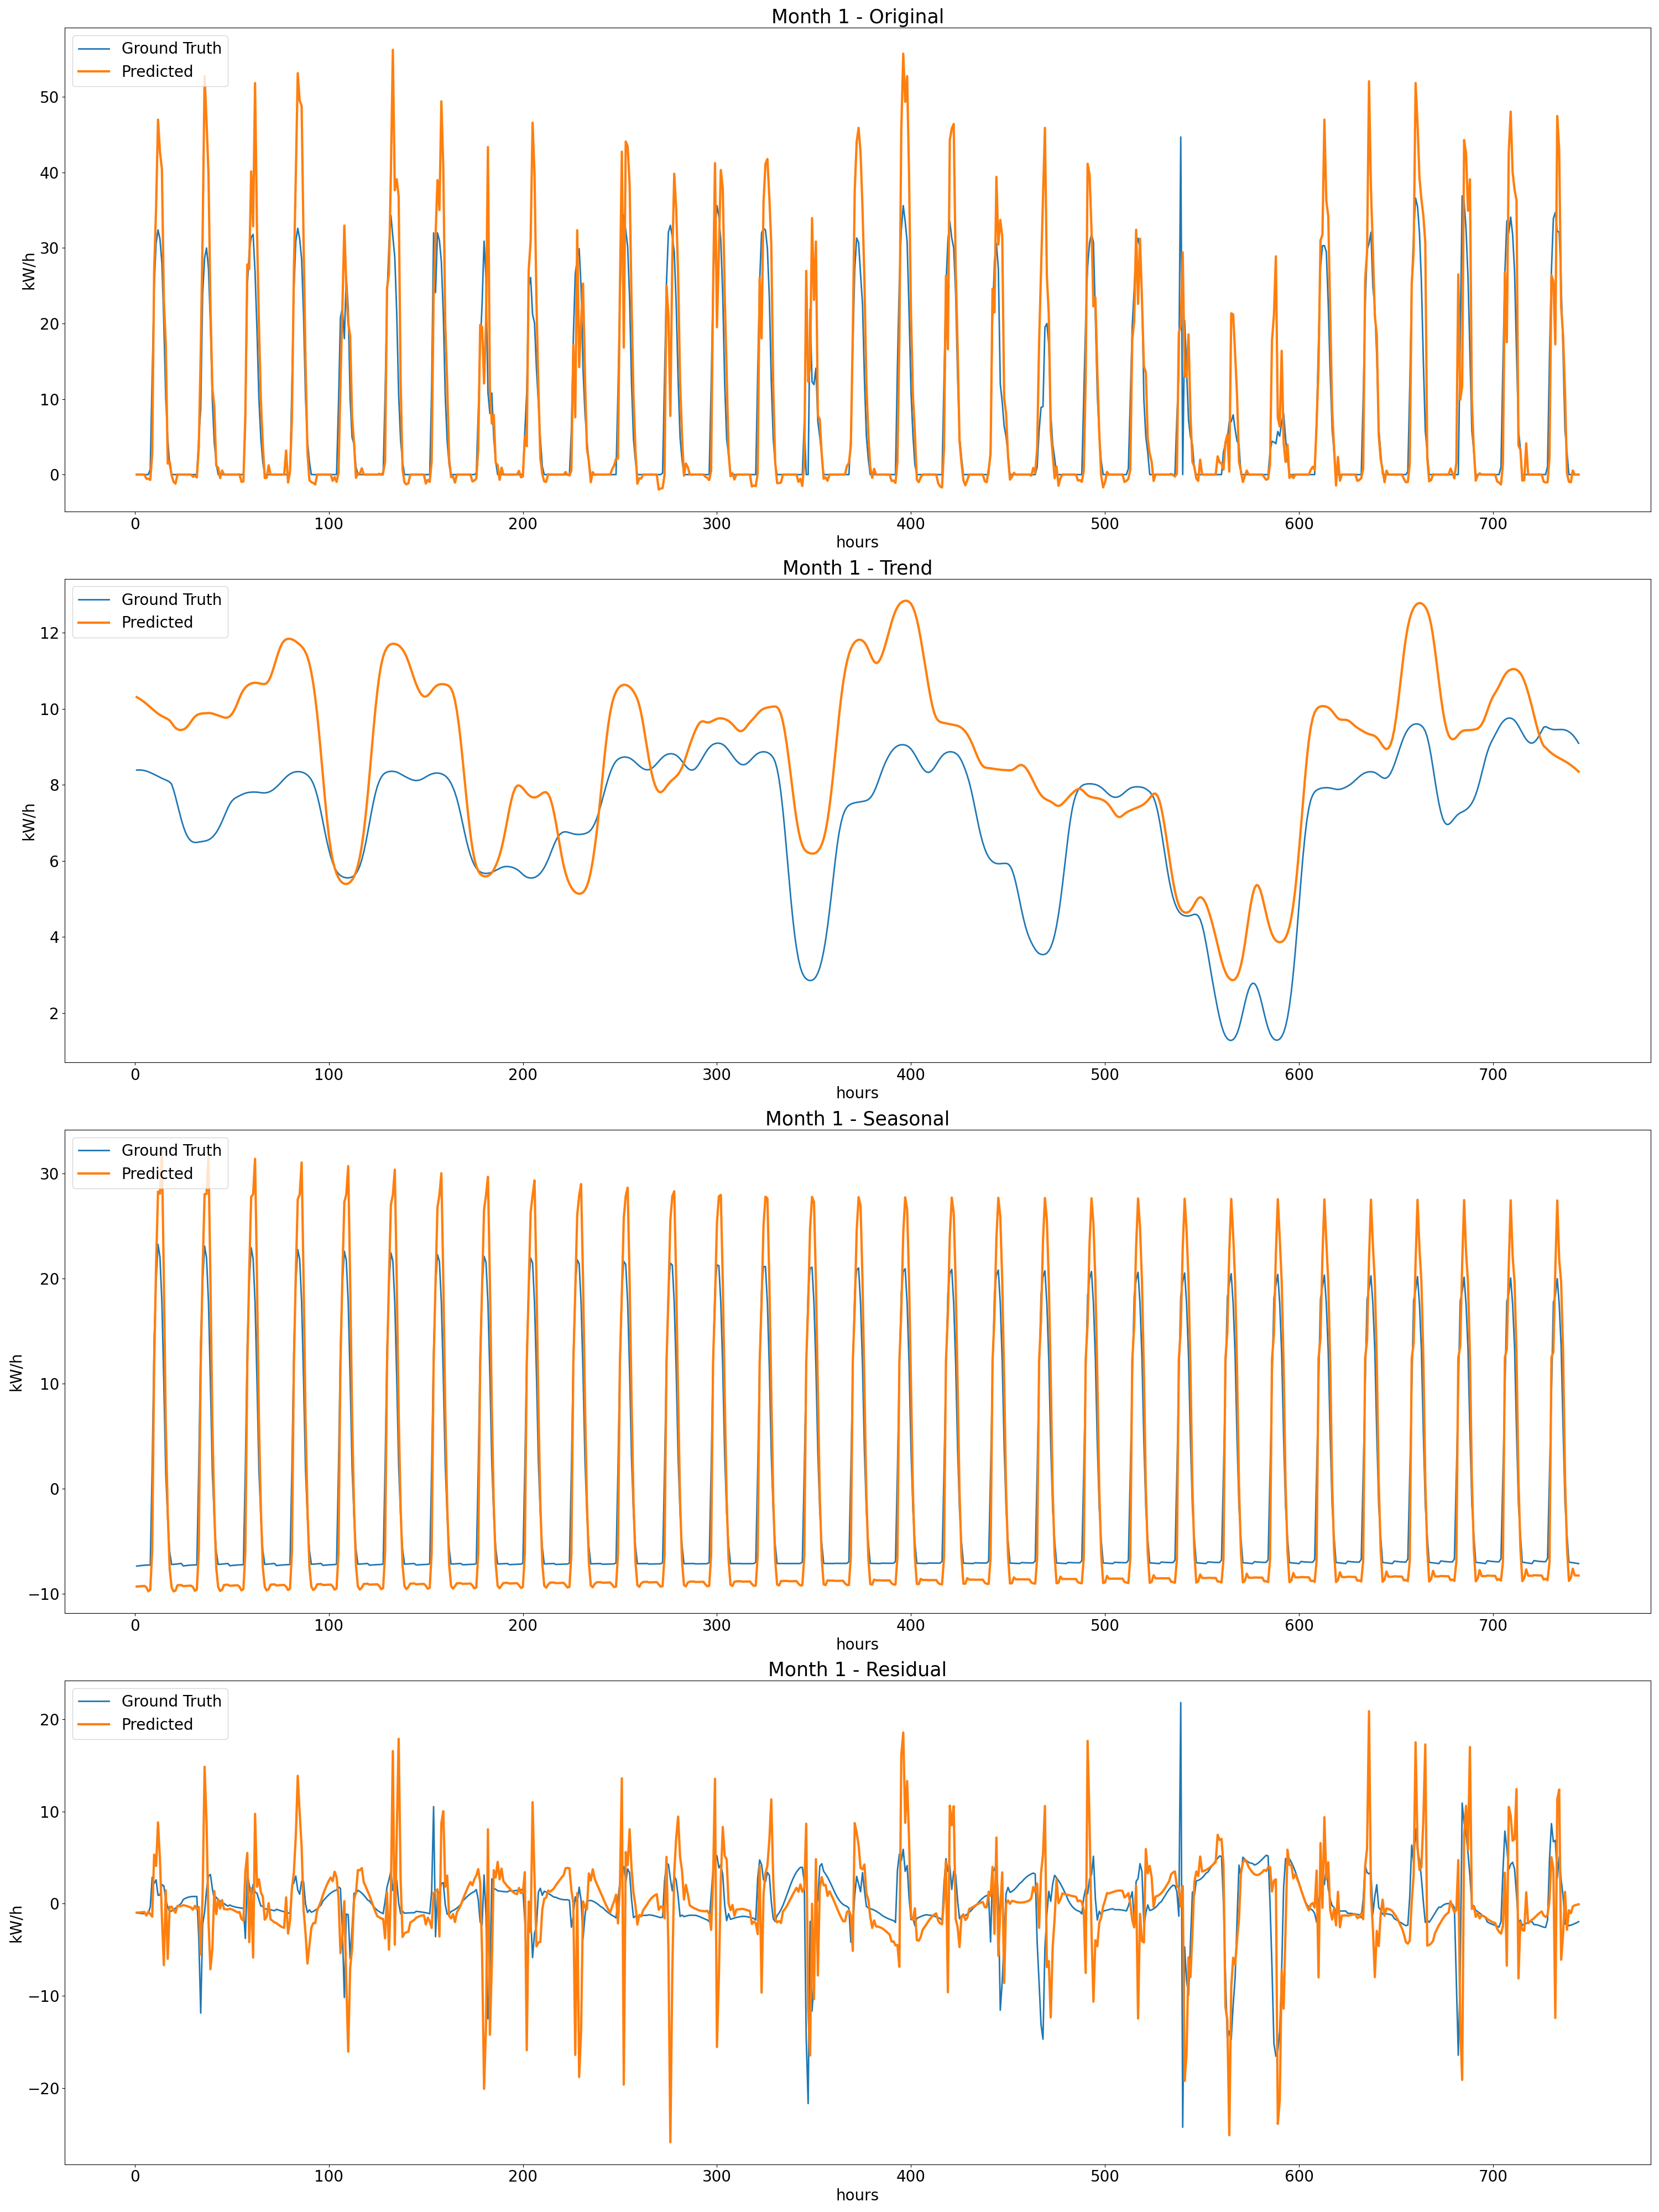 Month 1 - Original
Ground Truth
Predicted
50
40
30
20
10
0
kW/h
0 100 200 300 400 500 600 700
hours
Month 1 - Trend
Ground Truth
Predicted
12
10
8
6
4
2
kW/h
0 100 200 300 400 500 600 700
hours
Month 1 - Seasonal
Ground Truth
Predicted
30
20
10
0
−10
kW/h
0 100 200 300 400 500 600 700
hours
Month 1 - Residual
Ground Truth
Predicted
20
10
0
−10
−20
kW/h
0 100 200 300 400 500 600 700
hours